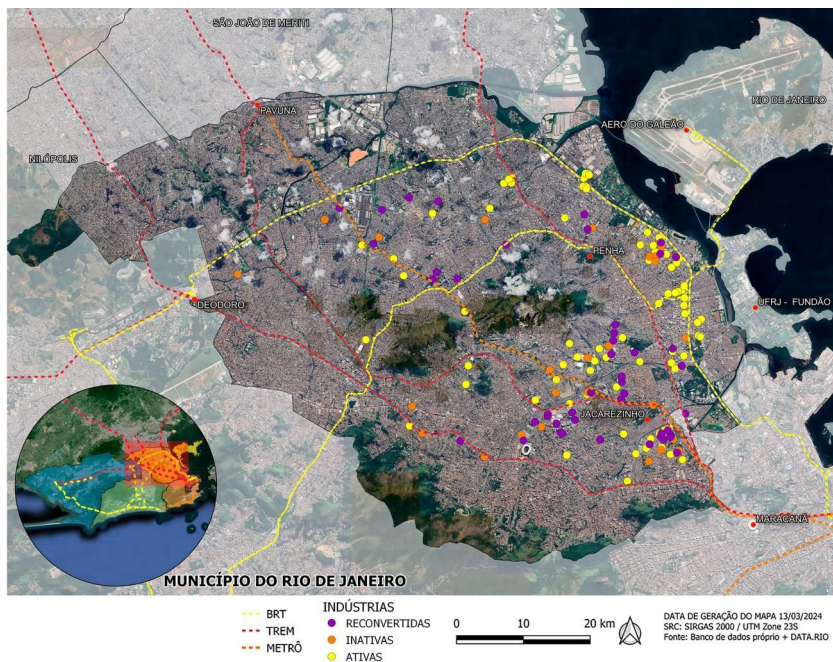 SÃO JOÃO DE MERITI
PAVUNA
RIO DE JANEIRO
AERO DO GALEÃO
NILÓPOLIS
PENHA
DEODORO
UFRJ - FUNDÃO
JACAREZINHO
MARACANÃ
MUNICÍPIO DO RIO DE JANEIRO
BRT
TREM
METRÔ
INDÚSTRIAS
RECONVERTIDAS
INATIVAS
ATIVAS
0 10 20 km
DATA DE GERAÇÃO DO MAPA 13/03/2024
SRC: SIRGAS 2000 / UTM Zone 23S
Fonte: Banco de dados próprio + DATA.RIO